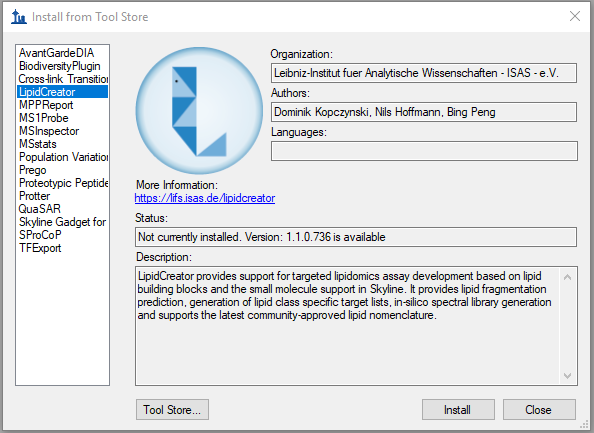 Install from Tool Store
AvantGardeDIA
BiodiversityPlugin
Cross-link Transition
LipidCreator
MPPReport
MS1Probe
MSInspector
MSstats
Population Variation
Prego
Proteotypic Peptide
Protter
QuaSAR
Skyline Gadget for
SProCoP
TFExport
Organization:
Leibniz-Institut fuer Analytische Wissenschaften - ISAS - e.V.
Authors:
Dominik Kopczynski, Nils Hoffmann, Bing Peng
Languages:
More Information:
https://lifs.isas.de/lipidcreator
Status:
Not currently installed. Version: 1.1.0.736 is available
Description:
LipidCreator provides support for targeted lipidomics assay development based on lipid
building blocks and the small molecule support in Skyline. It provides lipid fragmentation
prediction, generation of lipid class specific target lists, in-silico spectral library generation
and supports the latest community-approved lipid nomenclature.
Tool Store...
Install
Close